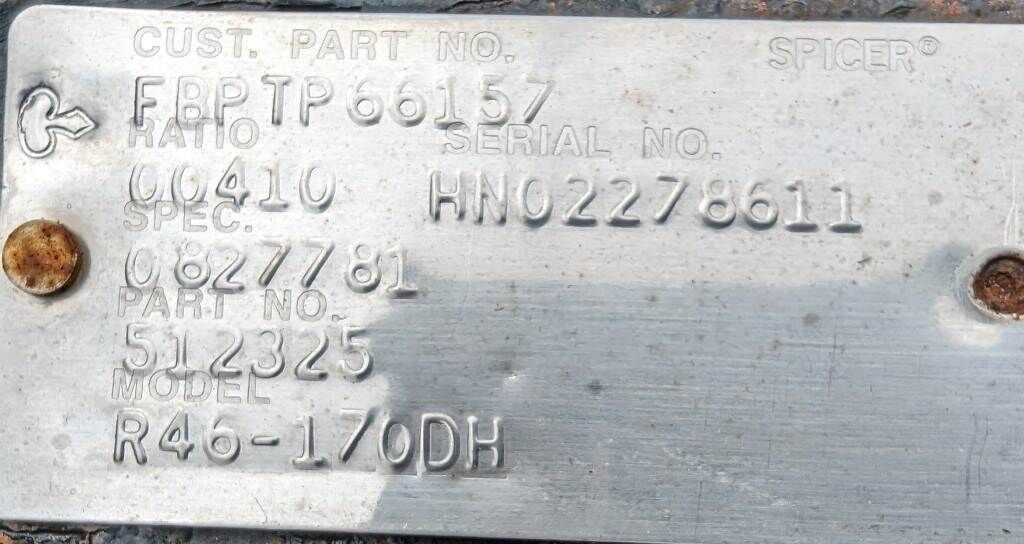 CUST. PART NO. SPICER®
FBPTP66157
RATIO SERIAL NO.
00410 HN02278611
SPEC.
0827781
PART NO.
512325
MODEL
R46-170DH